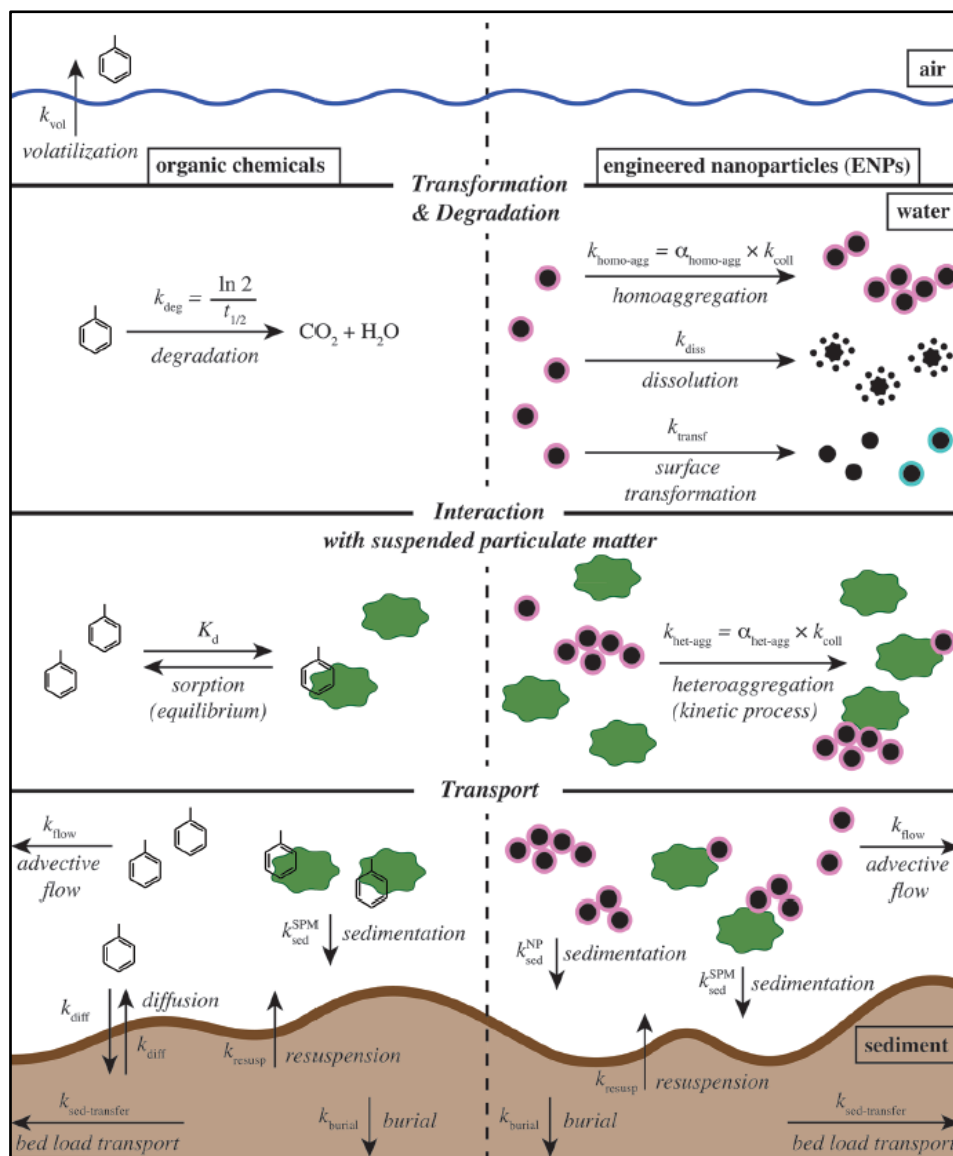 air
k_vol
volatilization
organic chemicals
engineered nanoparticles (ENPs)
Transformation
& Degradation
water
k_deg = ln 2 / t_1/2
degradation
CO₂ + H₂O
k_homo-agg = α_homo-agg × k_coll
homoaggregation
k_diss
dissolution
k_transf
surface
transformation
Interaction
with suspended particulate matter
K_d
sorption
(equilibrium)
k_het-agg = α_het-agg × k_coll
heteroaggregation
(kinetic process)
Transport
k_flow
advective
flow
k_sed^SPM sedimentation
k_diff
diffusion
k_diff
k_resusp resuspension
k_sed-transfer
bed load transport
k_burial burial
k_flow
advective
flow
k_sed^NP sedimentation
k_sed^SPM sedimentation
sediment
k_resusp resuspension
k_burial burial
k_sed-transfer
bed load transport